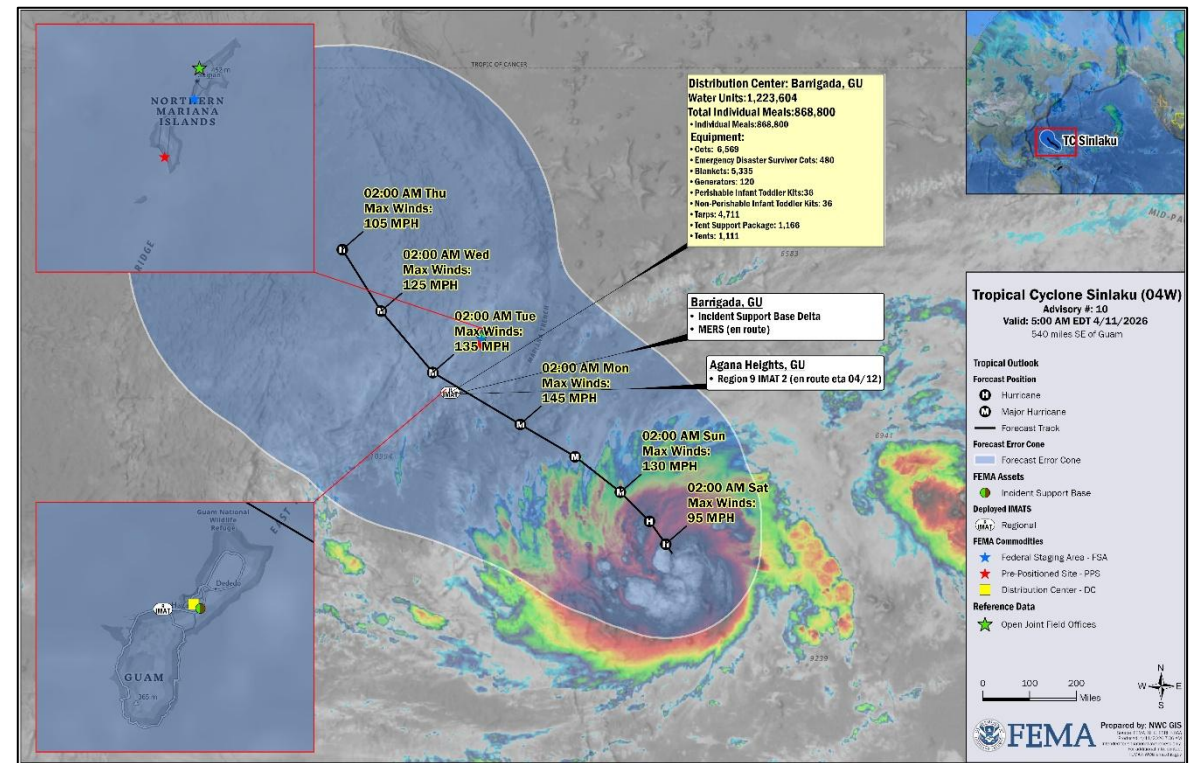 TROPIC OF CANCER
NORTHERN
MARIANA
ISLANDS
RIDGE
Distribution Center: Barrigada, GU
Water Units:1,223,604
Total Individual Meals:868,800
• Individual Meals:868,800
Equipment:
• Cots: 6,569
• Emergency Disaster Survivor Cots: 480
• Blankets: 5,335
• Generators: 120
• Perishable Infant Toddler Kits:36
• Non-Perishable Infant Toddler Kits: 36
• Tarps: 4,711
• Tent Support Package: 1,166
• Tents: 1,111
TC Sinlaku
MID-P
02:00 AM Thu
Max Winds:
105 MPH
02:00 AM Wed
Max Winds:
125 MPH
02:00 AM Tue
Max Winds:
135 MPH
02:00 AM Mon
Max Winds:
145 MPH
02:00 AM Sun
Max Winds:
130 MPH
02:00 AM Sat
Max Winds:
95 MPH
Barrigada, GU
• Incident Support Base Delta
• MERS (en route)
Agana Heights, GU
• Region 9 IMAT 2 (en route eta 04/12)
Guam National
Wildlife
Refuge
EAST
Dededo
IMAT
GUAM
365 m
9239
Tropical Cyclone Sinlaku (04W)
Advisory #: 10
Valid: 5:00 AM EDT 4/11/2026
540 miles SE of Guam
Tropical Outlook
Forecast Position
H Hurricane
M Major Hurricane
Forecast Track
Forecast Error Cone
Forecast Error Cone
FEMA Assets
Incident Support Base
Deployed IMATS
IMAT Regional
FEMA Commodities
Federal Staging Area - FSA
Pre-Positioned Site - PPS
Distribution Center - DC
Reference Data
Open Joint Field Offices
0 100 200
Miles
N
W E
S
FEMA
Prepared by: NWC GIS